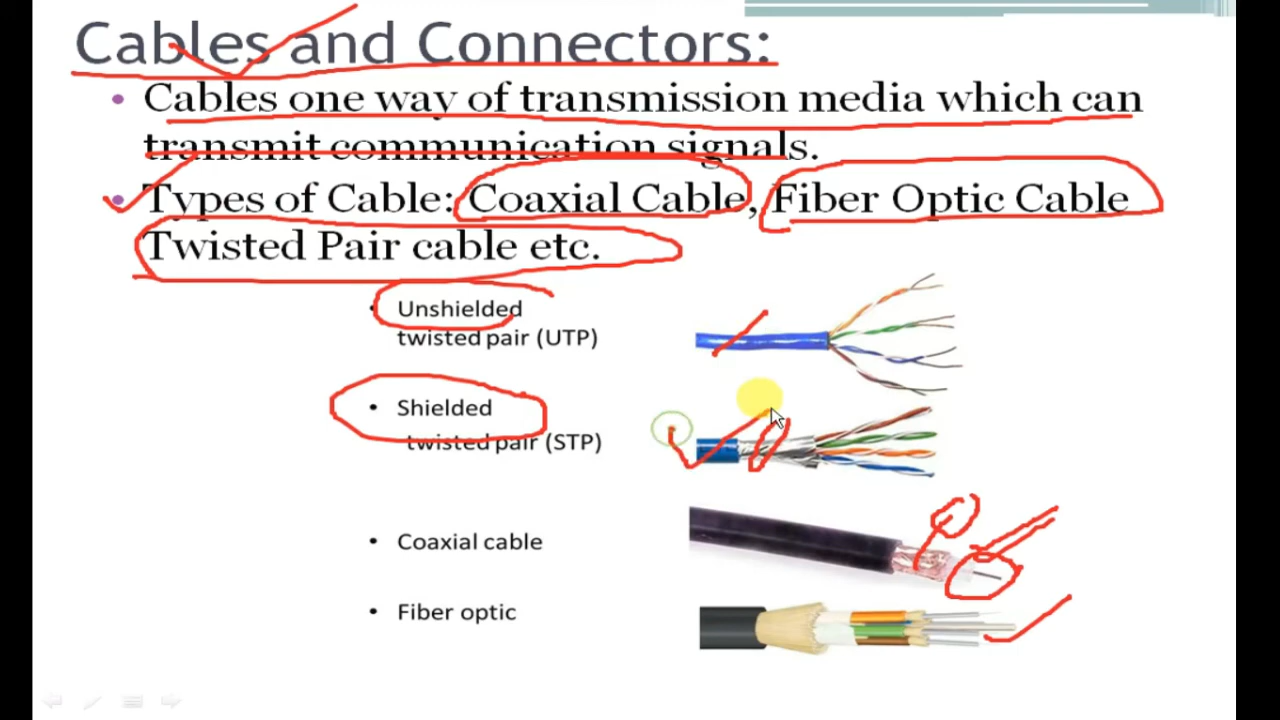 Cables and Connectors:
• Cables one way of transmission media which can
transmit communication signals.
• Types of Cable: Coaxial Cable, Fiber Optic Cable
Twisted Pair cable etc.
• Unshielded
twisted pair (UTP)
• Shielded
twisted pair (STP)
• Coaxial cable
• Fiber optic